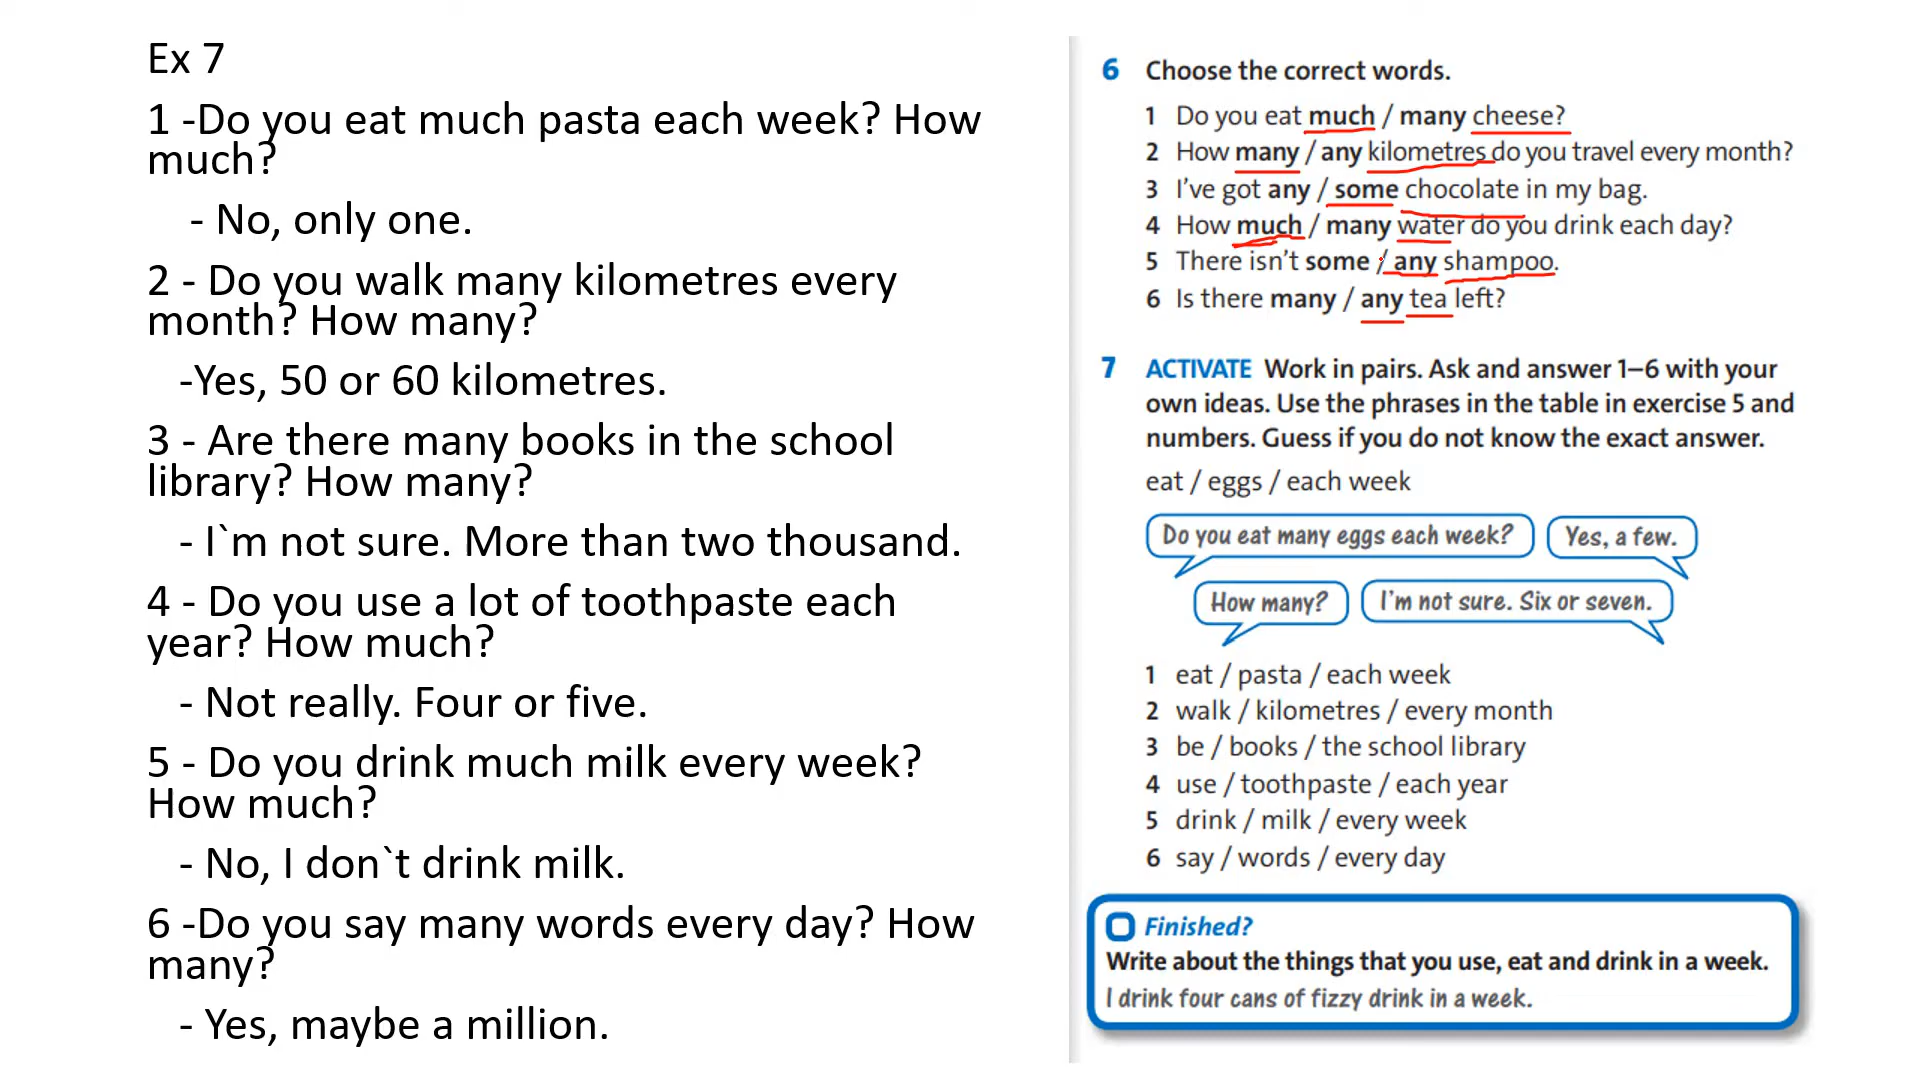 Ex 7
1 -Do you eat much pasta each week? How
much?
- No, only one.
2 - Do you walk many kilometres every
month? How many?
-Yes, 50 or 60 kilometres.
3 - Are there many books in the school
library? How many?
- I`m not sure. More than two thousand.
4 - Do you use a lot of toothpaste each
year? How much?
- Not really. Four or five.
5 - Do you drink much milk every week?
How much?
- No, I don`t drink milk.
6 -Do you say many words every day? How
many?
- Yes, maybe a million.
6 Choose the correct words.
1 Do you eat much / many cheese?
2 How many / any kilometres do you travel every month?
3 I've got any / some chocolate in my bag.
4 How much / many water do you drink each day?
5 There isn't some / any shampoo.
6 Is there many / any tea left?
7 ACTIVATE Work in pairs. Ask and answer 1–6 with your
own ideas. Use the phrases in the table in exercise 5 and
numbers. Guess if you do not know the exact answer.
eat / eggs / each week
Do you eat many eggs each week? Yes, a few.
How many? I'm not sure. Six or seven.
1 eat / pasta / each week
2 walk / kilometres / every month
3 be / books / the school library
4 use / toothpaste / each year
5 drink / milk / every week
6 say / words / every day
Finished?
Write about the things that you use, eat and drink in a week.
I drink four cans of fizzy drink in a week.